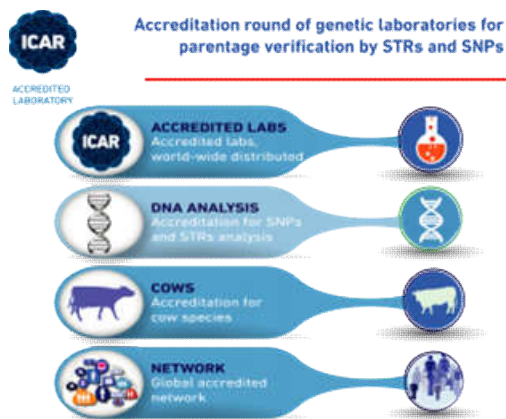 ICAR
ACCREDITED
LABORATORY
Accreditation round of genetic laboratories for
parentage verification by STRs and SNPs
ICAR
ACCREDITED LABS
Accredited labs,
world-wide distributed
DNA ANALYSIS
Accreditation for SNPs
and STRs analysis
COWS
Accreditation for
cow species
NETWORK
Global accredited
network